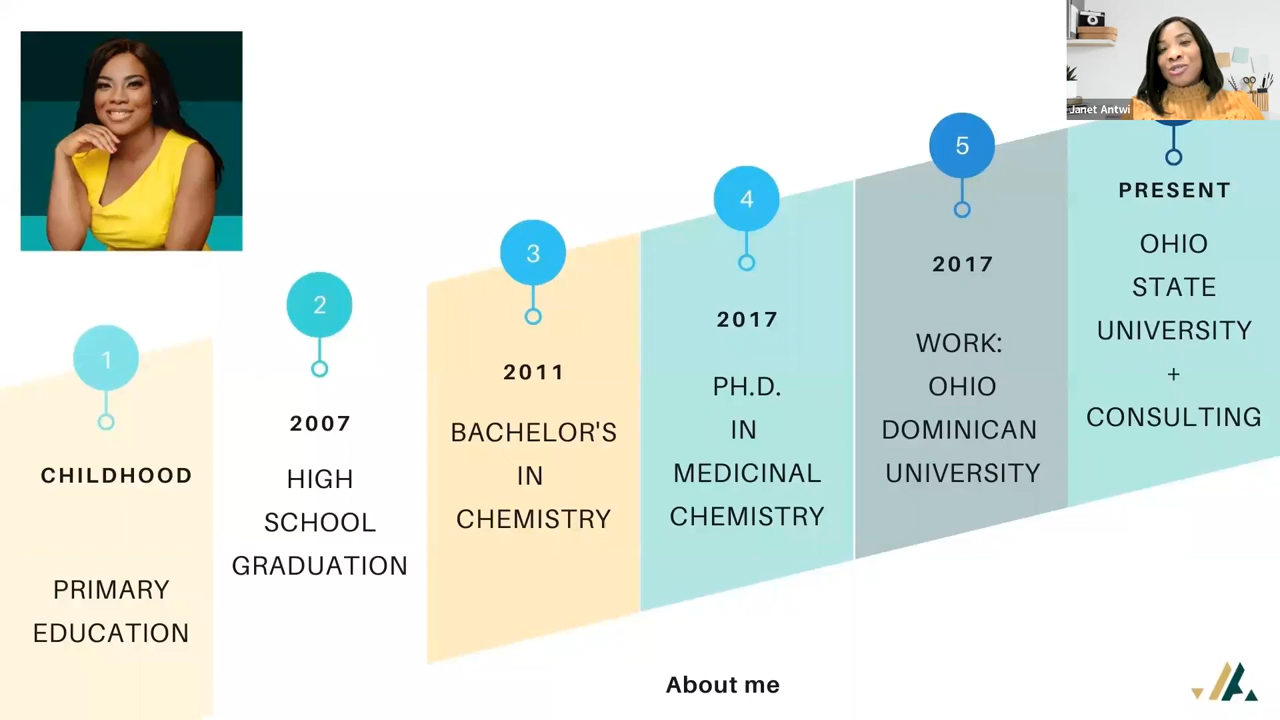 Janet Antwi
1
CHILDHOOD
PRIMARY
EDUCATION
2
2007
HIGH
SCHOOL
GRADUATION
3
2011
BACHELOR'S
IN
CHEMISTRY
4
2017
PH.D.
IN
MEDICINAL
CHEMISTRY
5
2017
WORK:
OHIO
DOMINICAN
UNIVERSITY
PRESENT
OHIO
STATE
UNIVERSITY
+
CONSULTING
About me